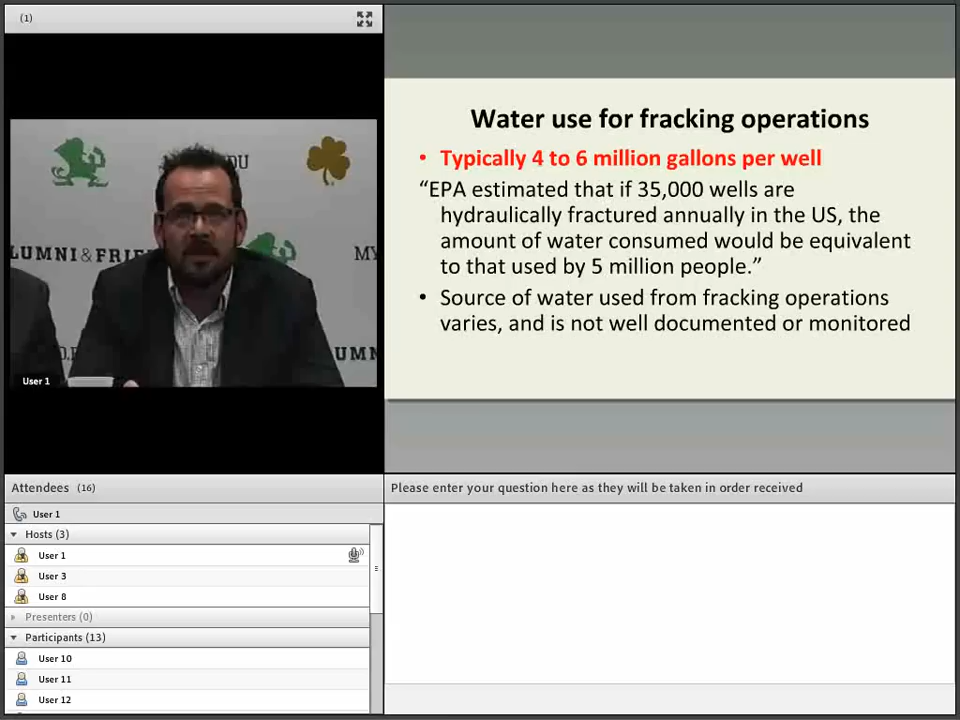 (1)
DU
LUMNI&FRIE
MY
UMN
User 1
Water use for fracking operations
• Typically 4 to 6 million gallons per well
“EPA estimated that if 35,000 wells are
hydraulically fractured annually in the US, the
amount of water consumed would be equivalent
to that used by 5 million people.”
• Source of water used from fracking operations
varies, and is not well documented or monitored
Attendees (16)
User 1
Hosts (3)
User 1
User 3
User 8
Presenters (0)
Participants (13)
User 10
User 11
User 12
Please enter your question here as they will be taken in order received